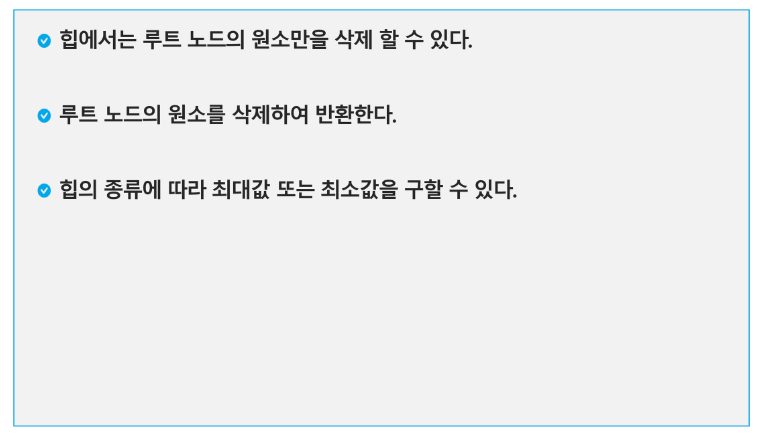 힙에서는 루트 노드의 원소만을 삭제 할 수 있다.
루트 노드의 원소를 삭제하여 반환한다.
힙의 종류에 따라 최대값 또는 최소값을 구할 수 있다.